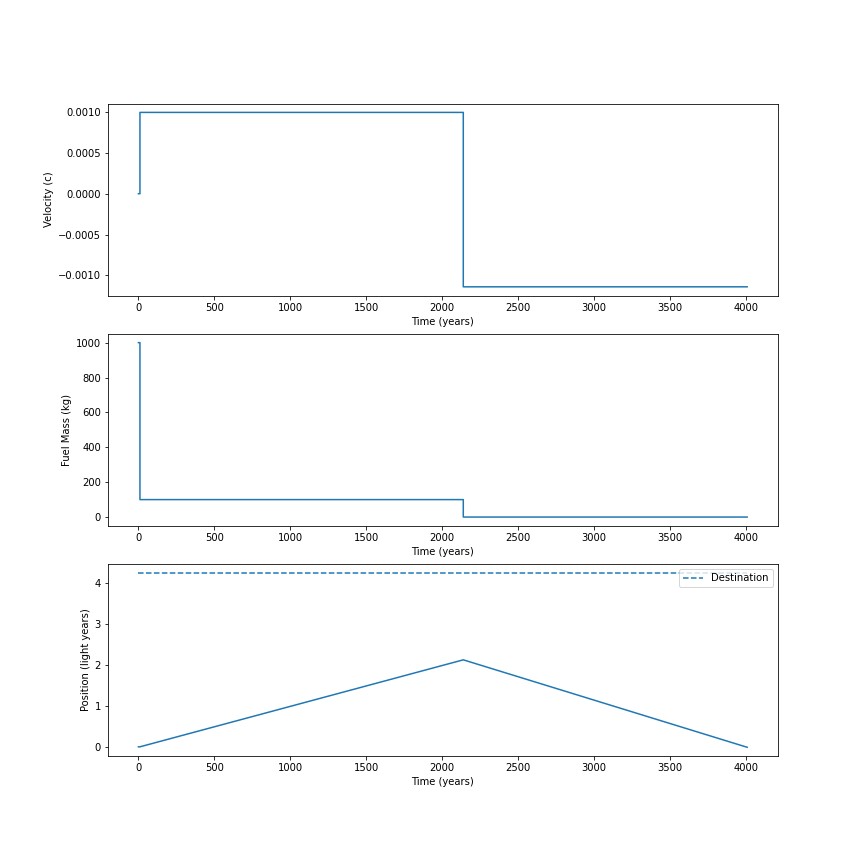 0.0010
0.0005
0.0000
−0.0005
−0.0010
Velocity (c)
0 500 1000 1500 2000 2500 3000 3500 4000
Time (years)
1000
800
600
400
200
0
Fuel Mass (kg)
0 500 1000 1500 2000 2500 3000 3500 4000
Time (years)
Destination
4
3
2
1
0
Position (light years)
0 500 1000 1500 2000 2500 3000 3500 4000
Time (years)